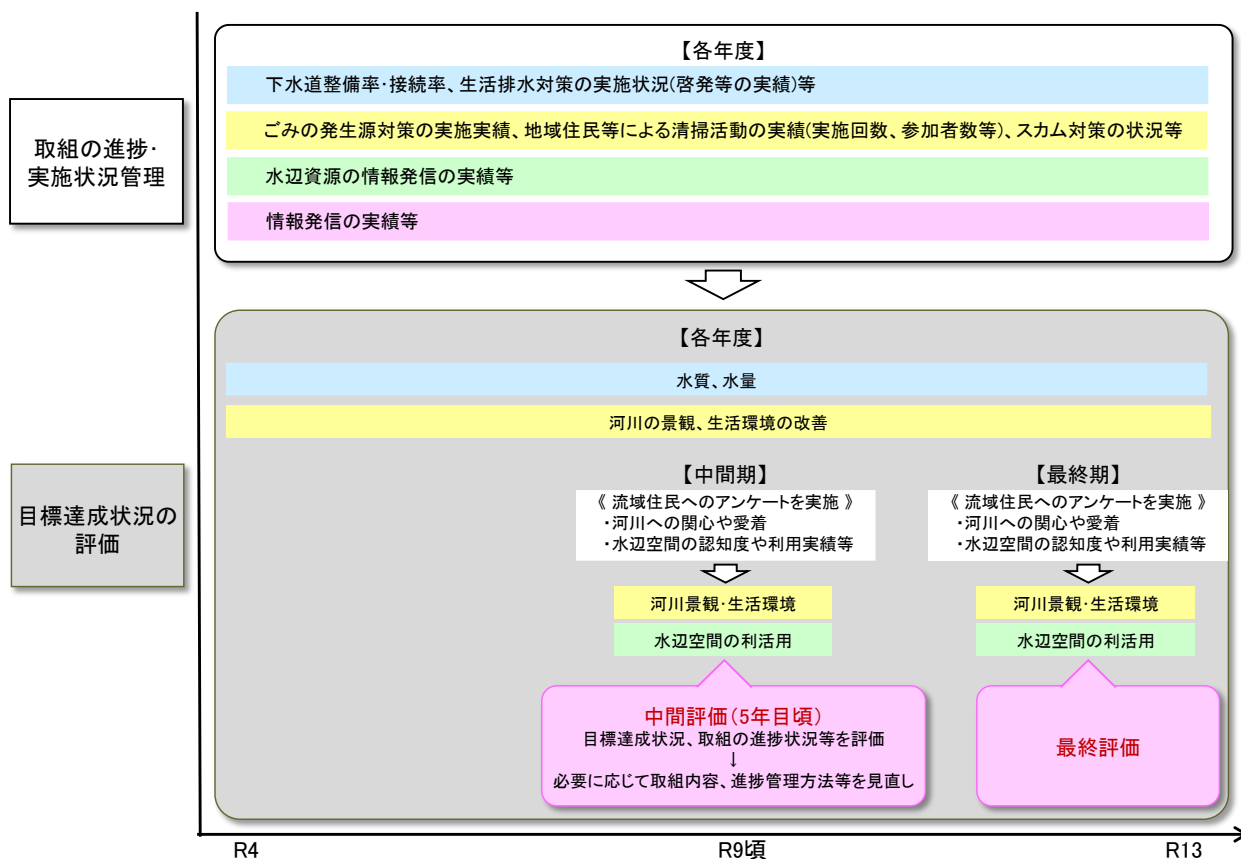 取組の進捗・
実施状況管理
【各年度】
下水道整備率・接続率、生活排水対策の実施状況(啓発等の実績)等
ごみの発生源対策の実施実績、地域住民等による清掃活動の実績(実施回数、参加者数等)、スカム対策の状況等
水辺資源の情報発信の実績等
情報発信の実績等
目標達成状況の
評価
【各年度】
水質、水量
河川の景観、生活環境の改善
【中間期】
《 流域住民へのアンケートを実施 》
・河川への関心や愛着
・水辺空間の認知度や利用実績等
河川景観・生活環境
水辺空間の利活用
中間評価(5年目頃)
目標達成状況、取組の進捗状況等を評価
↓
必要に応じて取組内容、進捗管理方法等を見直し
【最終期】
《 流域住民へのアンケートを実施 》
・河川への関心や愛着
・水辺空間の認知度や利用実績等
河川景観・生活環境
水辺空間の利活用
最終評価
R4
R9頃
R13